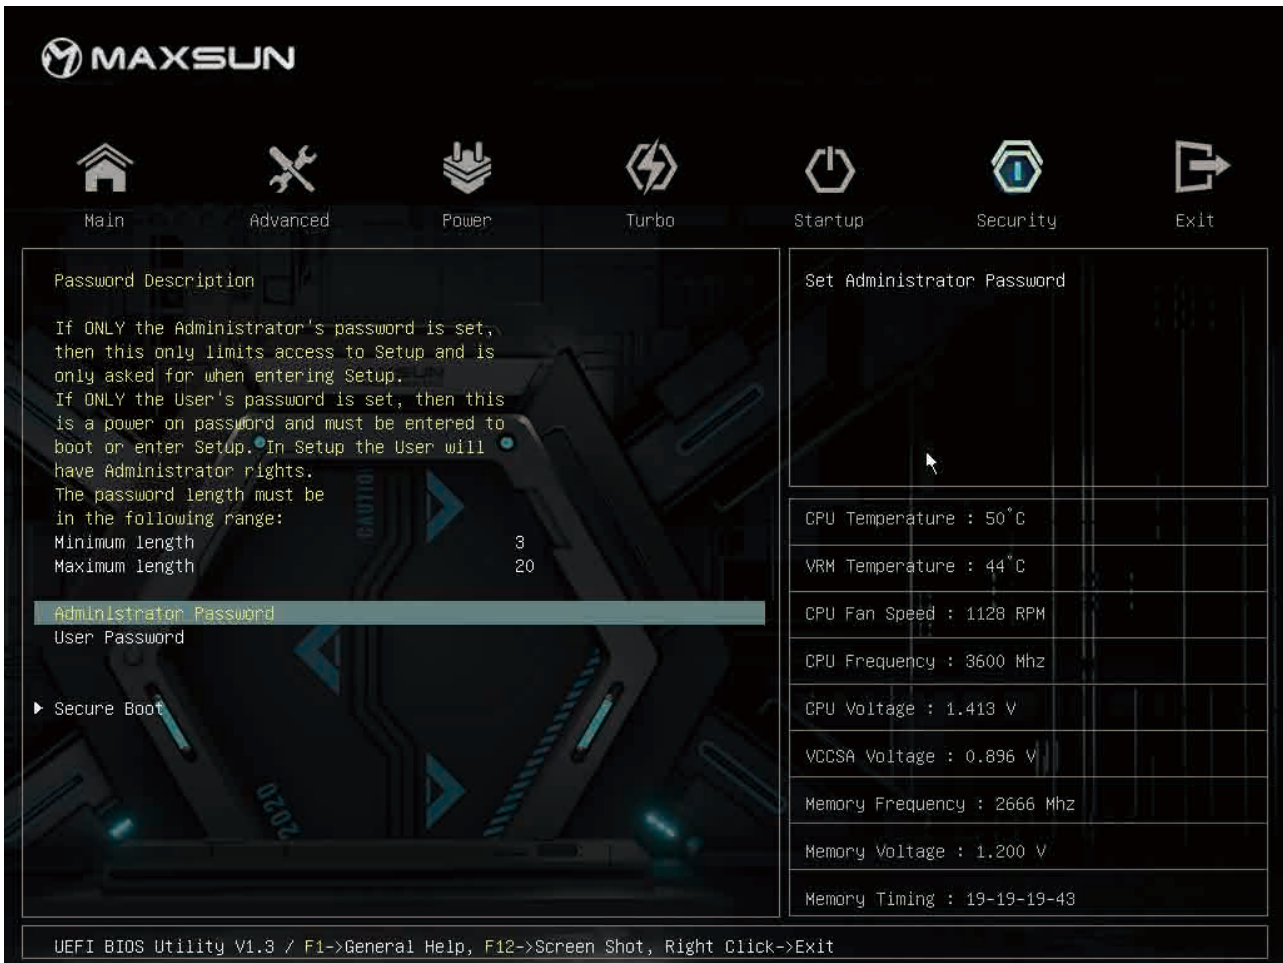 MAXSUN
Main Advanced Power Turbo Startup Security Exit
Password Description
If ONLY the Administrator's password is set,
then this only limits access to Setup and is
only asked for when entering Setup.
If ONLY the User's password is set, then this
is a power on password and must be entered to
boot or enter Setup. In Setup the User will
have Administrator rights.
The password length must be
in the following range:
Minimum length 3
Maximum length 20
Administrator Password
User Password
Secure Boot
Set Administrator Password
CPU Temperature : 50°C
VRM Temperature : 44°C
CPU Fan Speed : 1128 RPM
CPU Frequency : 3600 Mhz
CPU Voltage : 1.413 V
VCCSA Voltage : 0.896 V
Memory Frequency : 2666 Mhz
Memory Voltage : 1.200 V
Memory Timing : 19-19-19-43
2020
UEFI BIOS Utility V1.3 / F1->General Help, F12->Screen Shot, Right Click->Exit